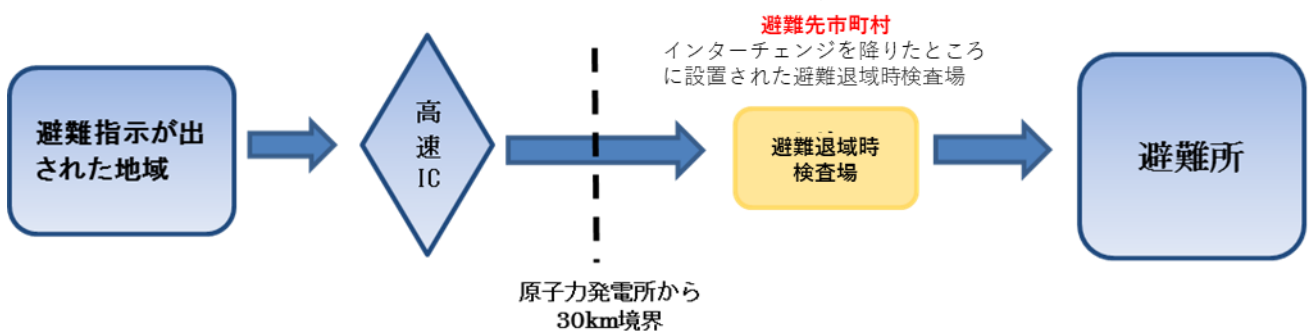 避難先市町村
インターチェンジを降りたところ
に設置された避難退域時検査場
避難指示が出
された地域
高
速
IC
避難退域時
検査場
避難所
原子力発電所から
30km境界